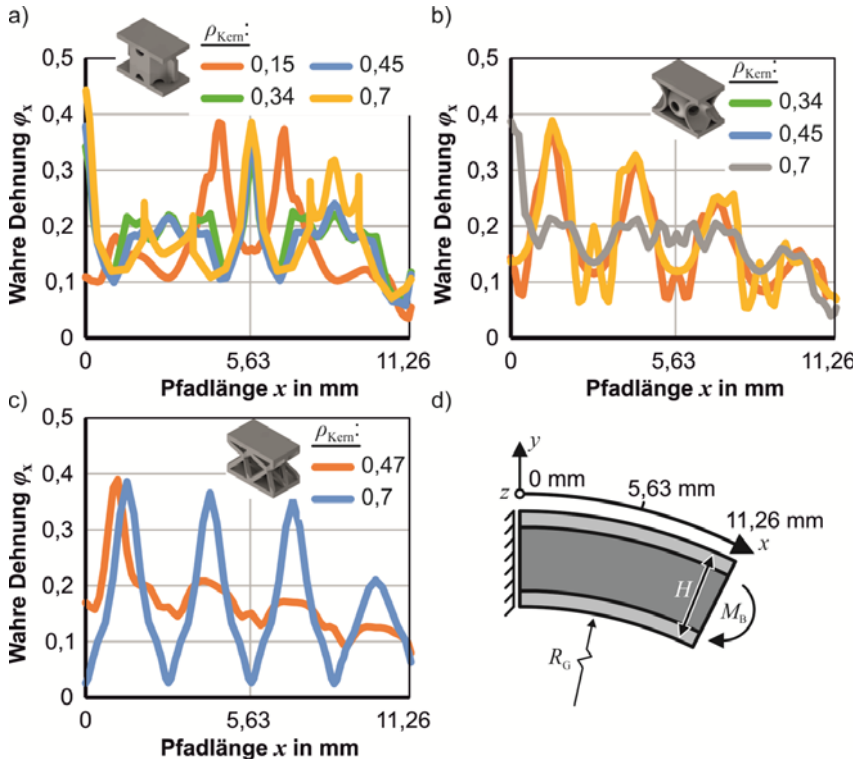 a)
ρKern:
0,15
0,45
0,34
0,7
Wahre Dehnung φx
0,5
0,4
0,3
0,2
0,1
0
0
5,63
11,26
Pfadlänge x in mm
b)
ρKern:
0,34
0,45
0,7
Wahre Dehnung φx
0,5
0,4
0,3
0,2
0,1
0
0
5,63
11,26
Pfadlänge x in mm
c)
ρKern:
0,47
0,7
Wahre Dehnung φx
0,5
0,4
0,3
0,2
0,1
0
0
5,63
11,26
Pfadlänge x in mm
d)
y
z
0 mm
5,63 mm
11,26 mm
x
H
MB
RG